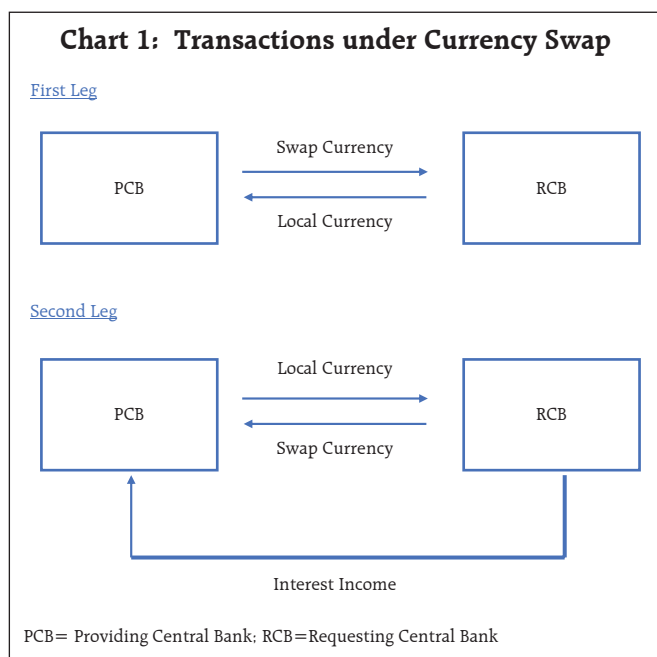 Chart 1: Transactions under Currency Swap
First Leg
Swap Currency
PCB
RCB
Local Currency
Second Leg
Local Currency
PCB
RCB
Swap Currency
Interest Income
PCB= Providing Central Bank; RCB=Requesting Central Bank